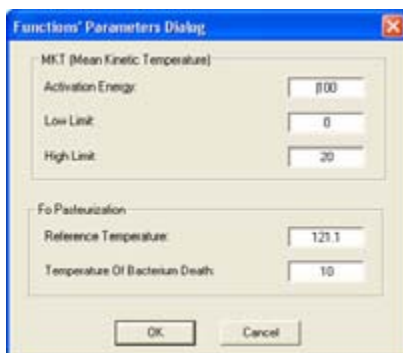 Functions' Parameters Dialog
MKT (Mean Kinetic Temperature)
Activation Energy: 100
Low Limit: 0
High Limit: 20
Fo Pasteurization
Reference Temperature: 121.1
Temperature Of Bacterium Death: 10
OK Cancel